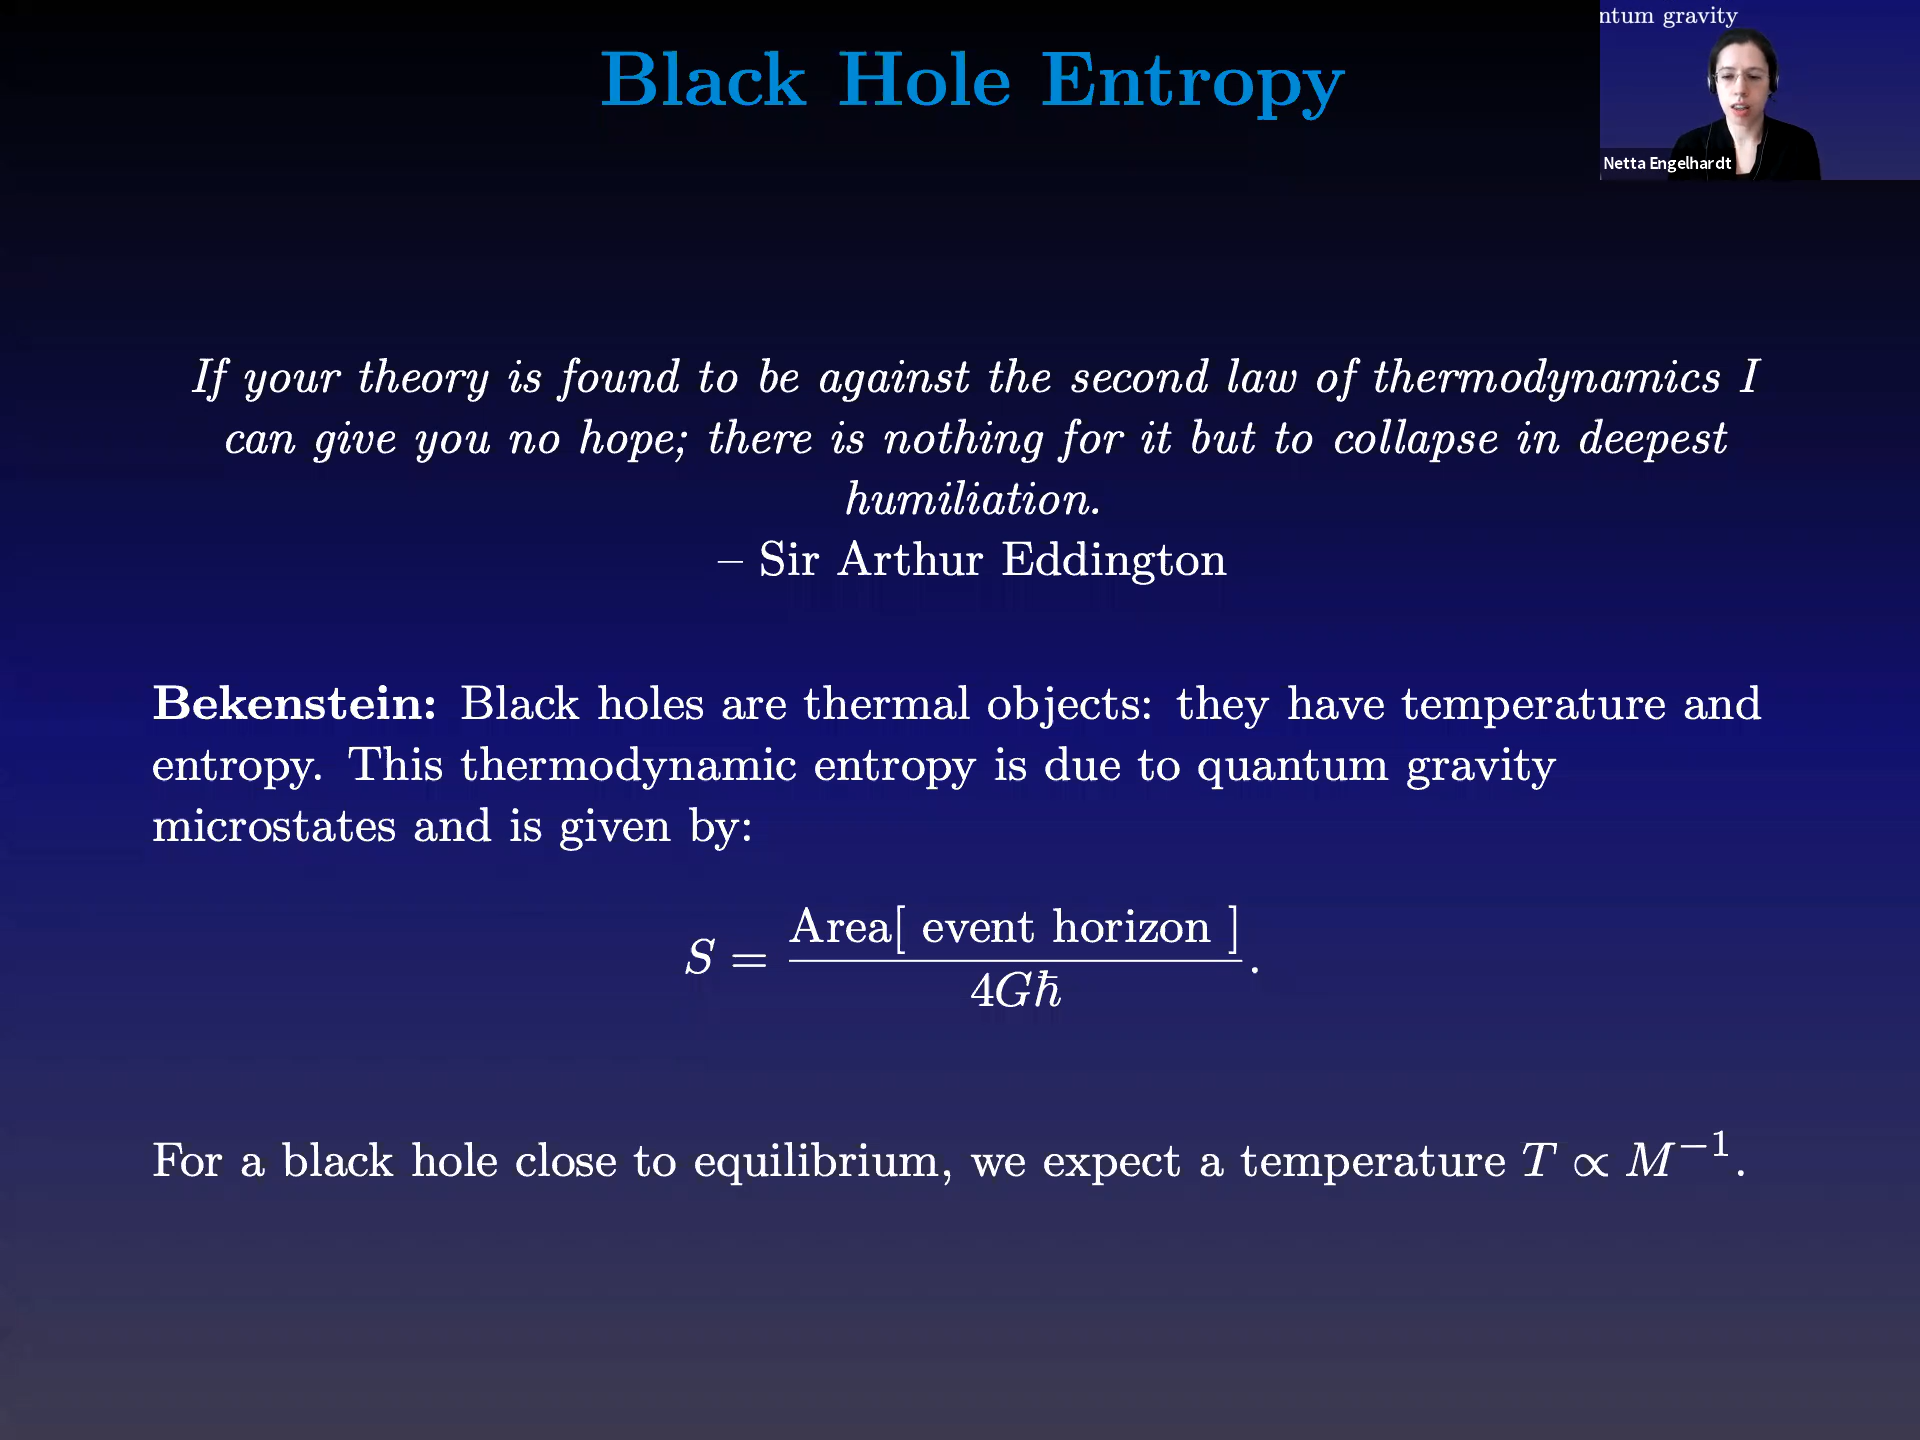 Black Hole Entropy
ntum gravity
Netta Engelhardt
If your theory is found to be against the second law of thermodynamics I
can give you no hope; there is nothing for it but to collapse in deepest
humiliation.
– Sir Arthur Eddington
Bekenstein: Black holes are thermal objects: they have temperature and
entropy. This thermodynamic entropy is due to quantum gravity
microstates and is given by:
S = Area[ event horizon ] / 4Għ.
For a black hole close to equilibrium, we expect a temperature T ∝ M⁻¹.